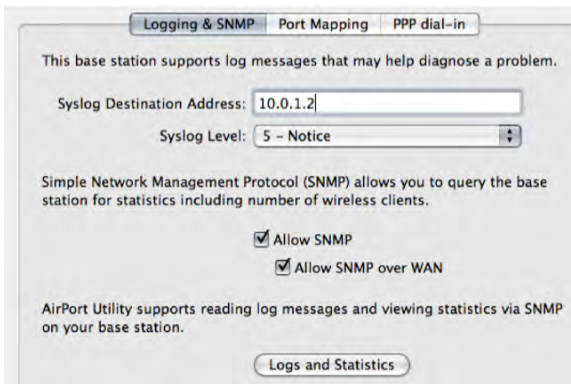 Logging & SNMP Port Mapping PPP dial-in
This base station supports log messages that may help diagnose a problem.
Syslog Destination Address: 10.0.1.2
Syslog Level: 5 – Notice
Simple Network Management Protocol (SNMP) allows you to query the base
station for statistics including number of wireless clients.
Allow SNMP
Allow SNMP over WAN
AirPort Utility supports reading log messages and viewing statistics via SNMP
on your base station.
Logs and Statistics